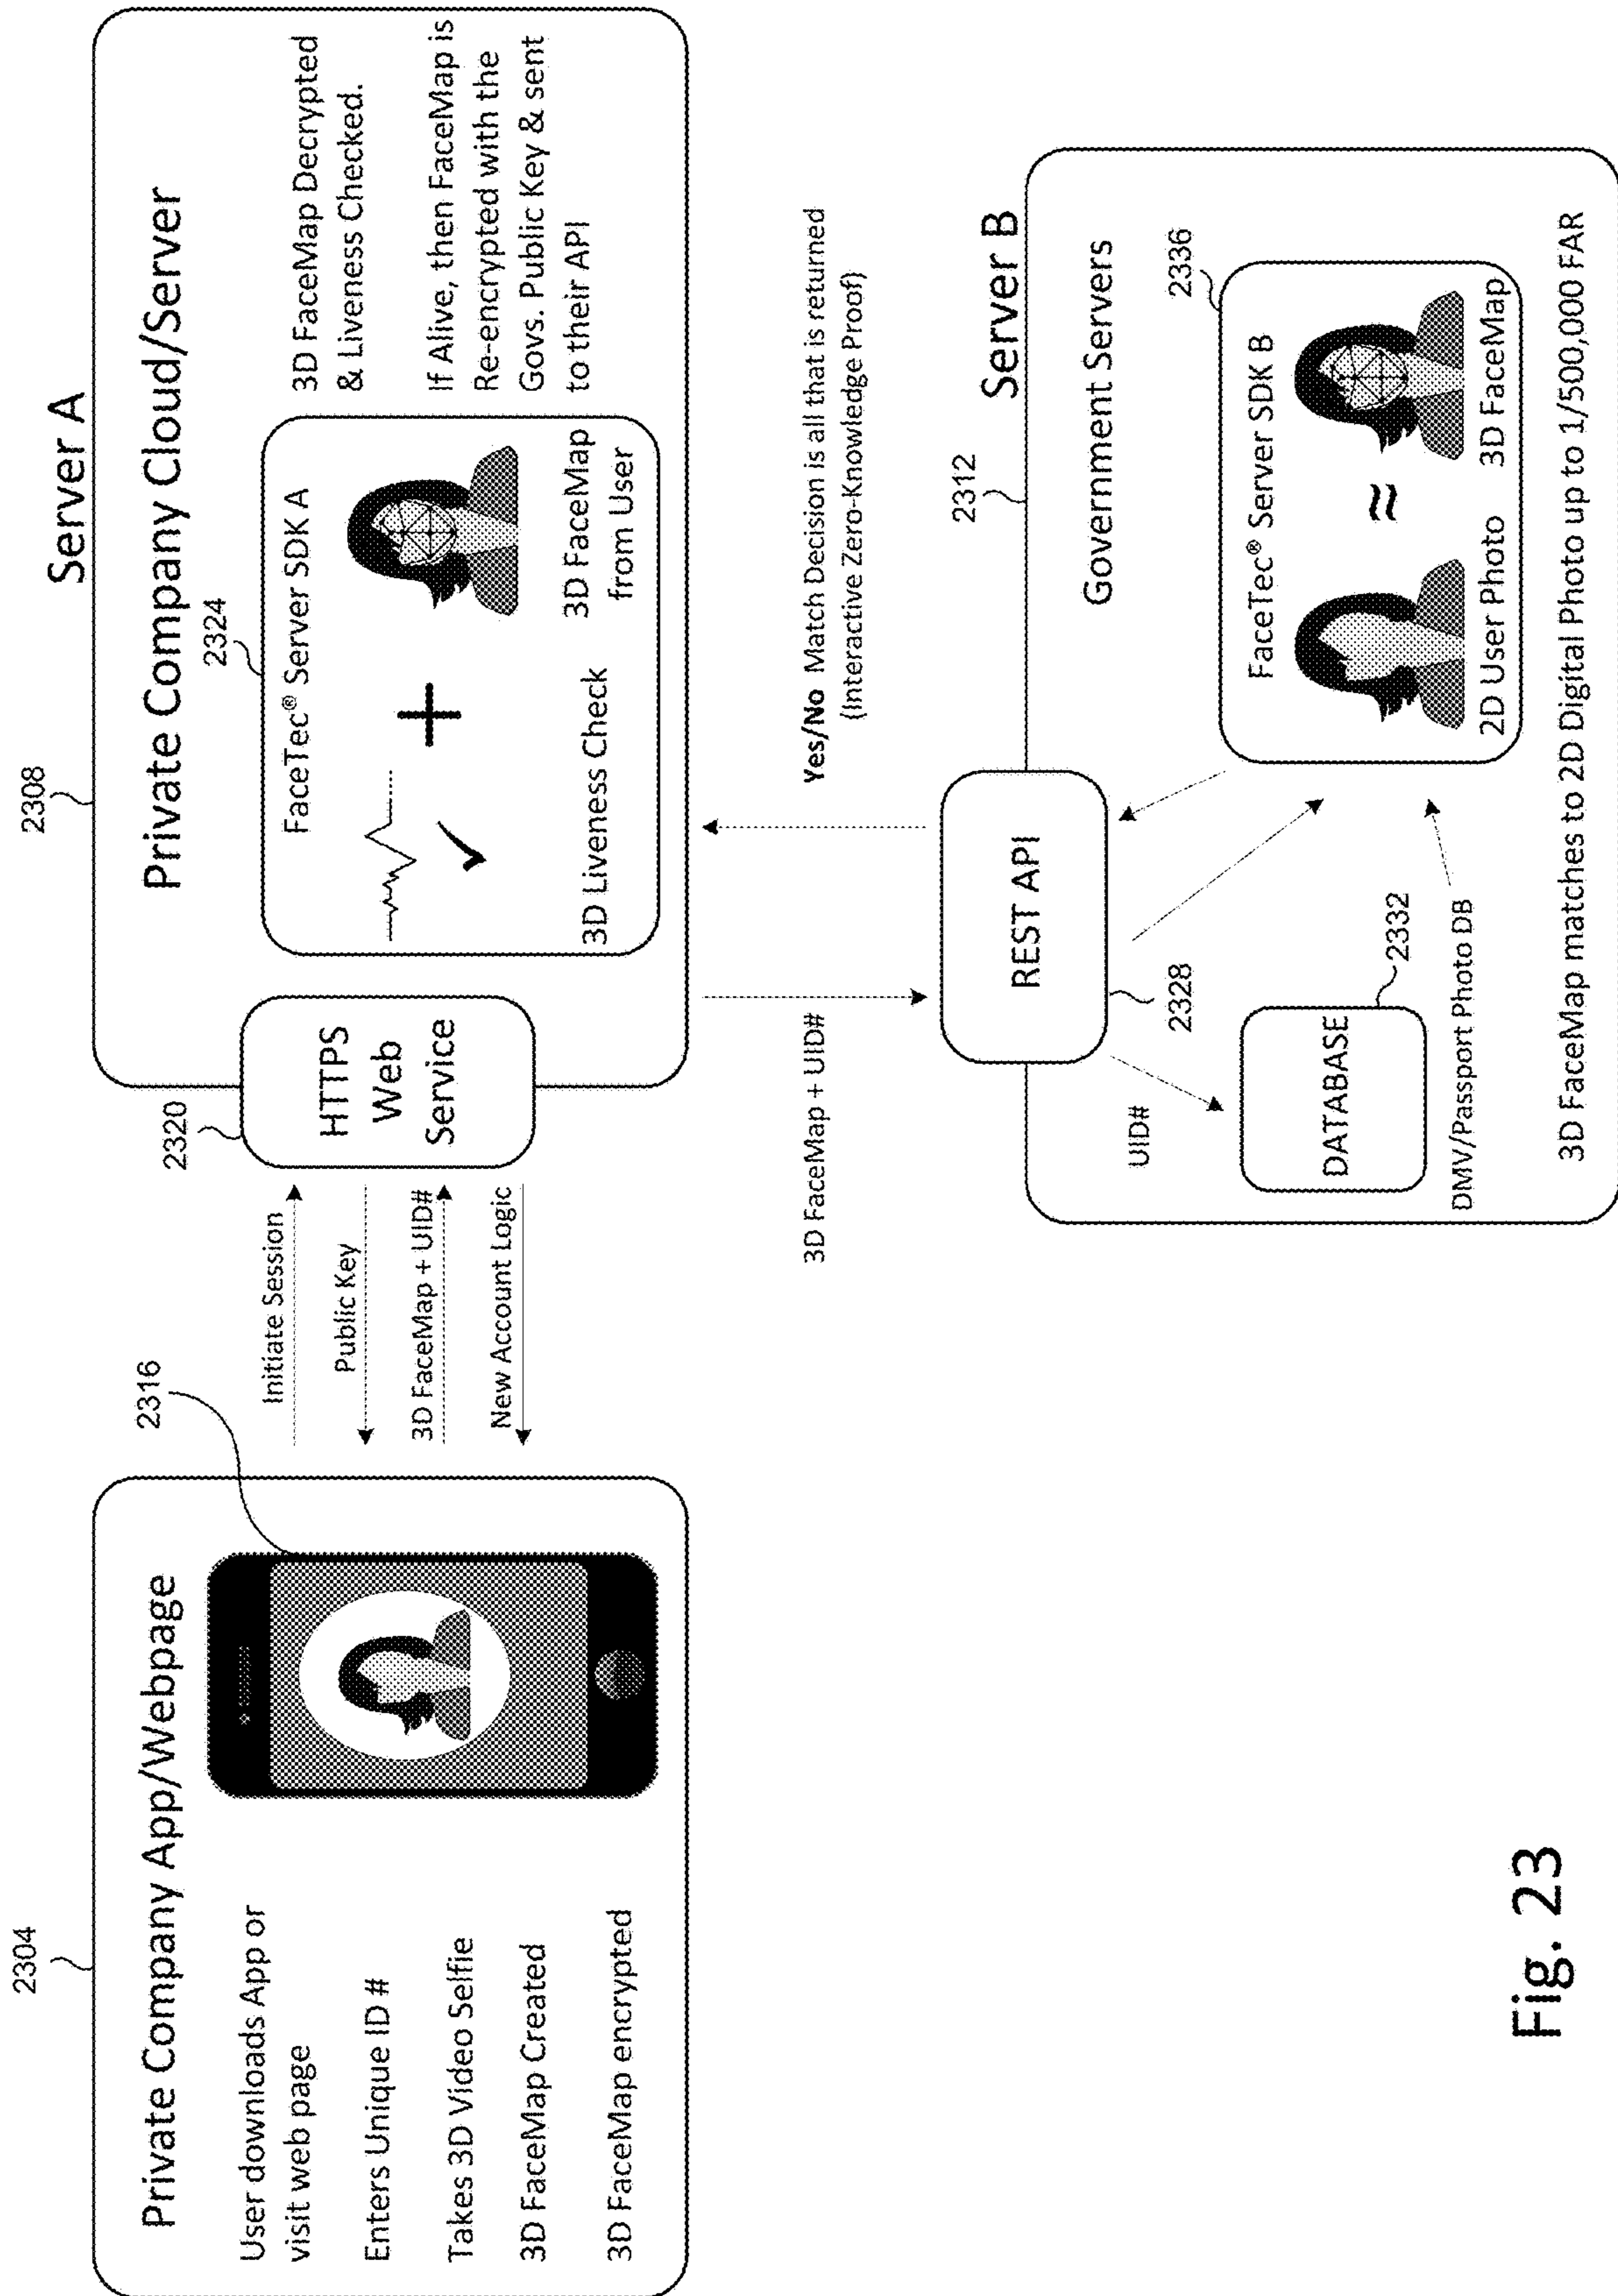 2304
Private Company App/Webpage
User downloads App or
visit web page
Enters Unique ID #
Takes 3D Video Selfie
3D FaceMap Created
3D FaceMap encrypted
2316
Initiate Session
Public Key
3D FaceMap + UID#
New Account Logic
2320
HTTPS
Web
Service
Server A
2308
Private Company Cloud/Server
2324
FaceTec® Server SDK A
3D Liveness Check
3D FaceMap
from User
3D FaceMap Decrypted
& Liveness Checked.
If Alive, then FaceMap is
Re-encrypted with the
Govs. Public Key & sent
to their API
3D FaceMap + UID#
Yes/No Match Decision is all that is returned
(Interactive Zero-Knowledge Proof)
Server B
2312
Government Servers
REST API
2328
UID#
DATABASE
2332
DMV/Passport Photo DB
2336
FaceTec® Server SDK B
≈
2D User Photo
3D FaceMap
3D FaceMap matches to 2D Digital Photo up to 1/500,000 FAR
Fig. 23